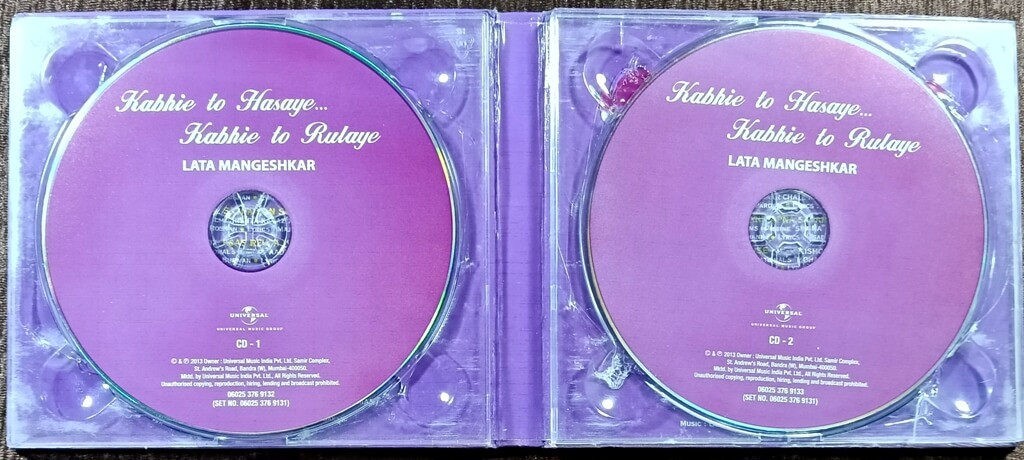 Kabhie to Hasaye...
Kabhie to Rulaye
LATA MANGESHKAR
UNIVERSAL
UNIVERSAL MUSIC GROUP
CD - 1
© & ℗ 2013 Owner : Universal Music India Pvt. Ltd. Samir Complex,
St. Andrew's Road, Bandra (W), Mumbai-400050.
Mktd. by Universal Music India Pvt. Ltd., All Rights Reserved.
Unauthorised copying, reproduction, hiring, lending and broadcast prohibited.
06025 376 9132
(SET NO. 06025 376 9131)
Kabhie to Hasaye...
Kabhie to Rulaye
LATA MANGESHKAR
UNIVERSAL
UNIVERSAL MUSIC GROUP
CD - 2
© & ℗ 2013 Owner : Universal Music India Pvt. Ltd. Samir Complex,
St. Andrew's Road, Bandra (W), Mumbai-400050.
Mktd. by Universal Music India Pvt. Ltd., All Rights Reserved.
Unauthorised copying, reproduction, hiring, lending and broadcast prohibited.
06025 376 9133
(SET NO. 06025 376 9131)
Music :